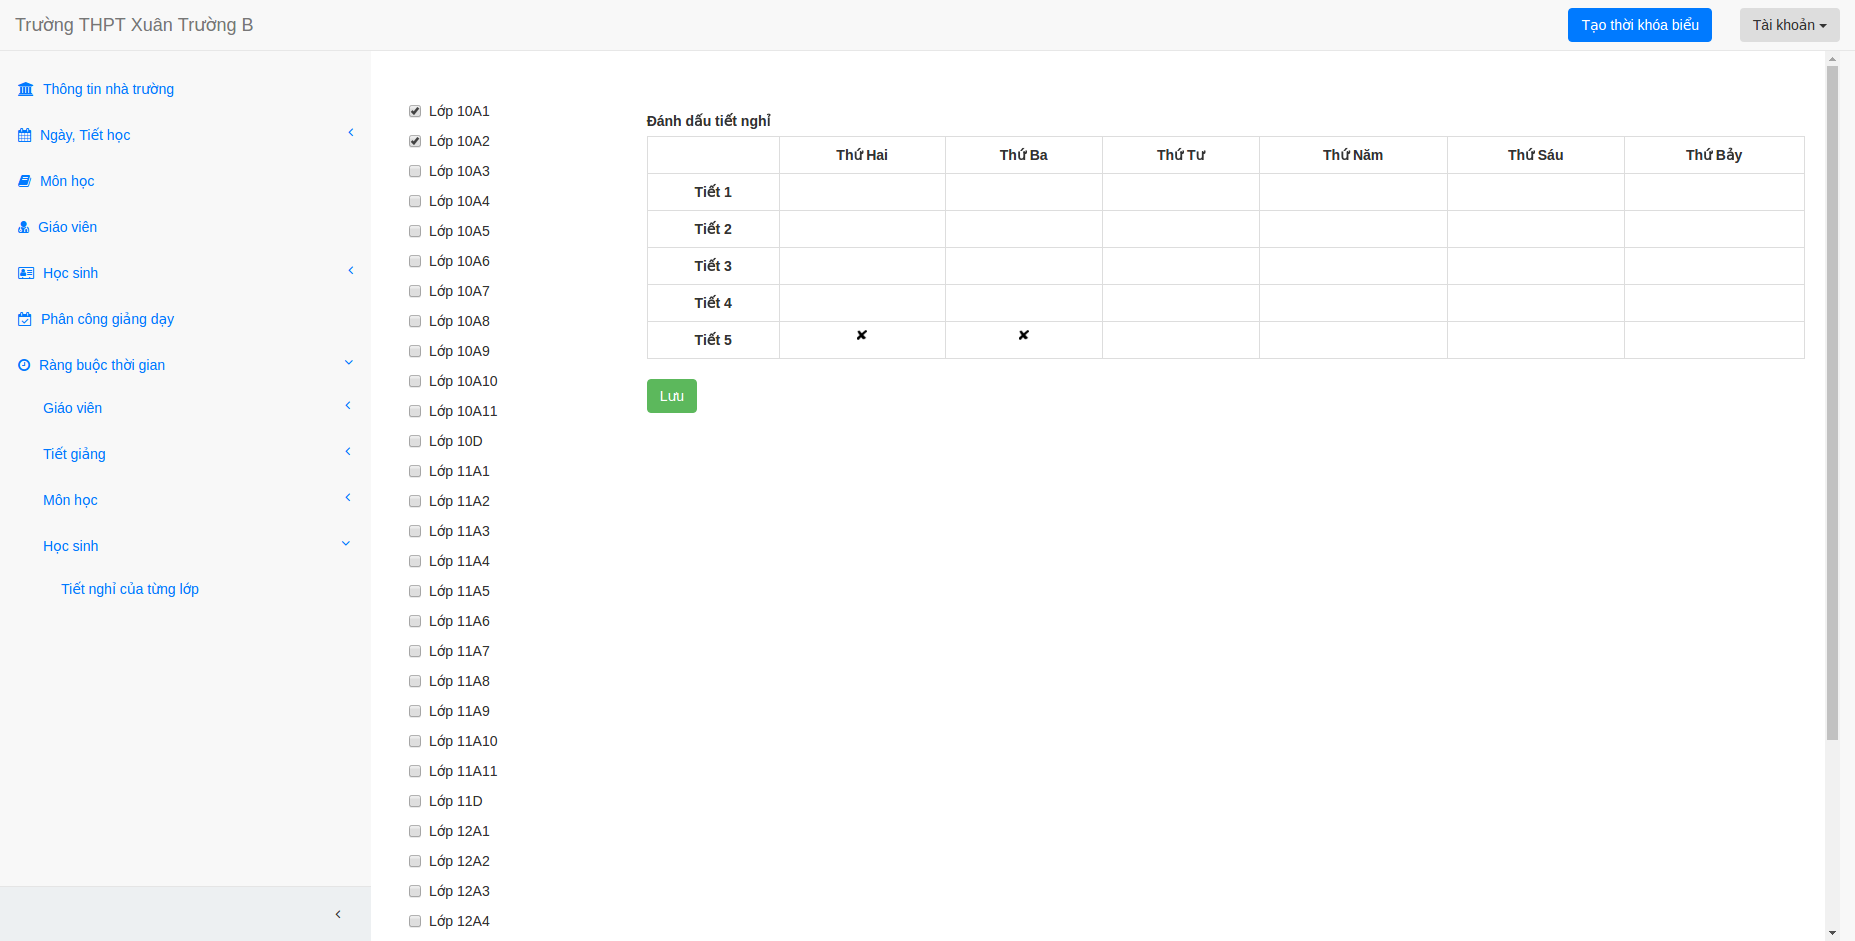 Trường THPT Xuân Trường B
Tạo thời khóa biểu
Tài khoản
Thông tin nhà trường
Ngày, Tiết học
Môn học
Giáo viên
Học sinh
Phân công giảng dạy
Ràng buộc thời gian
Giáo viên
Tiết giảng
Môn học
Học sinh
Tiết nghỉ của từng lớp
Lớp 10A1
Lớp 10A2
Lớp 10A3
Lớp 10A4
Lớp 10A5
Lớp 10A6
Lớp 10A7
Lớp 10A8
Lớp 10A9
Lớp 10A10
Lớp 10A11
Lớp 10D
Lớp 11A1
Lớp 11A2
Lớp 11A3
Lớp 11A4
Lớp 11A5
Lớp 11A6
Lớp 11A7
Lớp 11A8
Lớp 11A9
Lớp 11A10
Lớp 11A11
Lớp 11D
Lớp 12A1
Lớp 12A2
Lớp 12A3
Lớp 12A4
Đánh dấu tiết nghỉ
Thứ Hai Thứ Ba Thứ Tư Thứ Năm Thứ Sáu Thứ Bảy
Tiết 1
Tiết 2
Tiết 3
Tiết 4
Tiết 5 ✘ ✘
Lưu